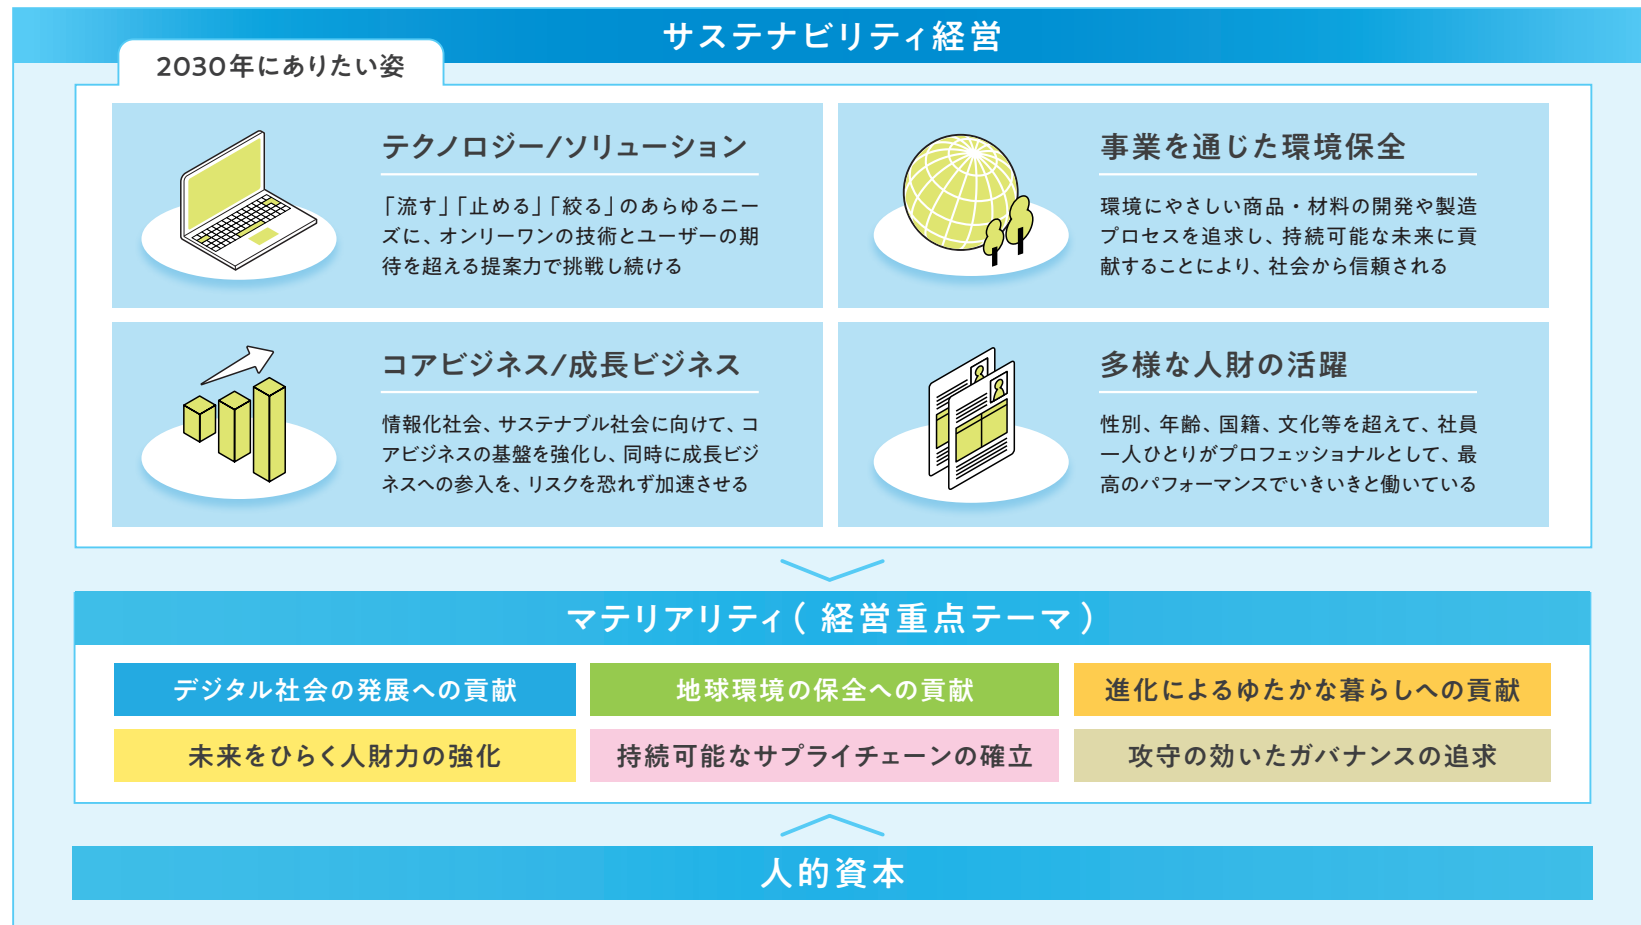 サステナビリティ経営
2030年にありたい姿
テクノロジー/ソリューション
「流す」「止める」「絞る」のあらゆるニー
ズに、オンリーワンの技術とユーザーの期
待を超える提案力で挑戦し続ける
事業を通じた環境保全
環境にやさしい商品・材料の開発や製造
プロセスを追求し、持続可能な未来に貢
献することにより、社会から信頼される
コアビジネス/成長ビジネス
情報化社会、サステナブル社会に向けて、コ
アビジネスの基盤を強化し、同時に成長ビジ
ネスへの参入を、リスクを恐れず加速させる
多様な人財の活躍
性別、年齢、国籍、文化等を超えて、社員
一人ひとりがプロフェッショナルとして、最
高のパフォーマンスでいきいきと働いている
マテリアリティ（経営重点テーマ）
デジタル社会の発展への貢献
地球環境の保全への貢献
進化によるゆたかな暮らしへの貢献
未来をひらく人財力の強化
持続可能なサプライチェーンの確立
攻守の効いたガバナンスの追求
人的資本